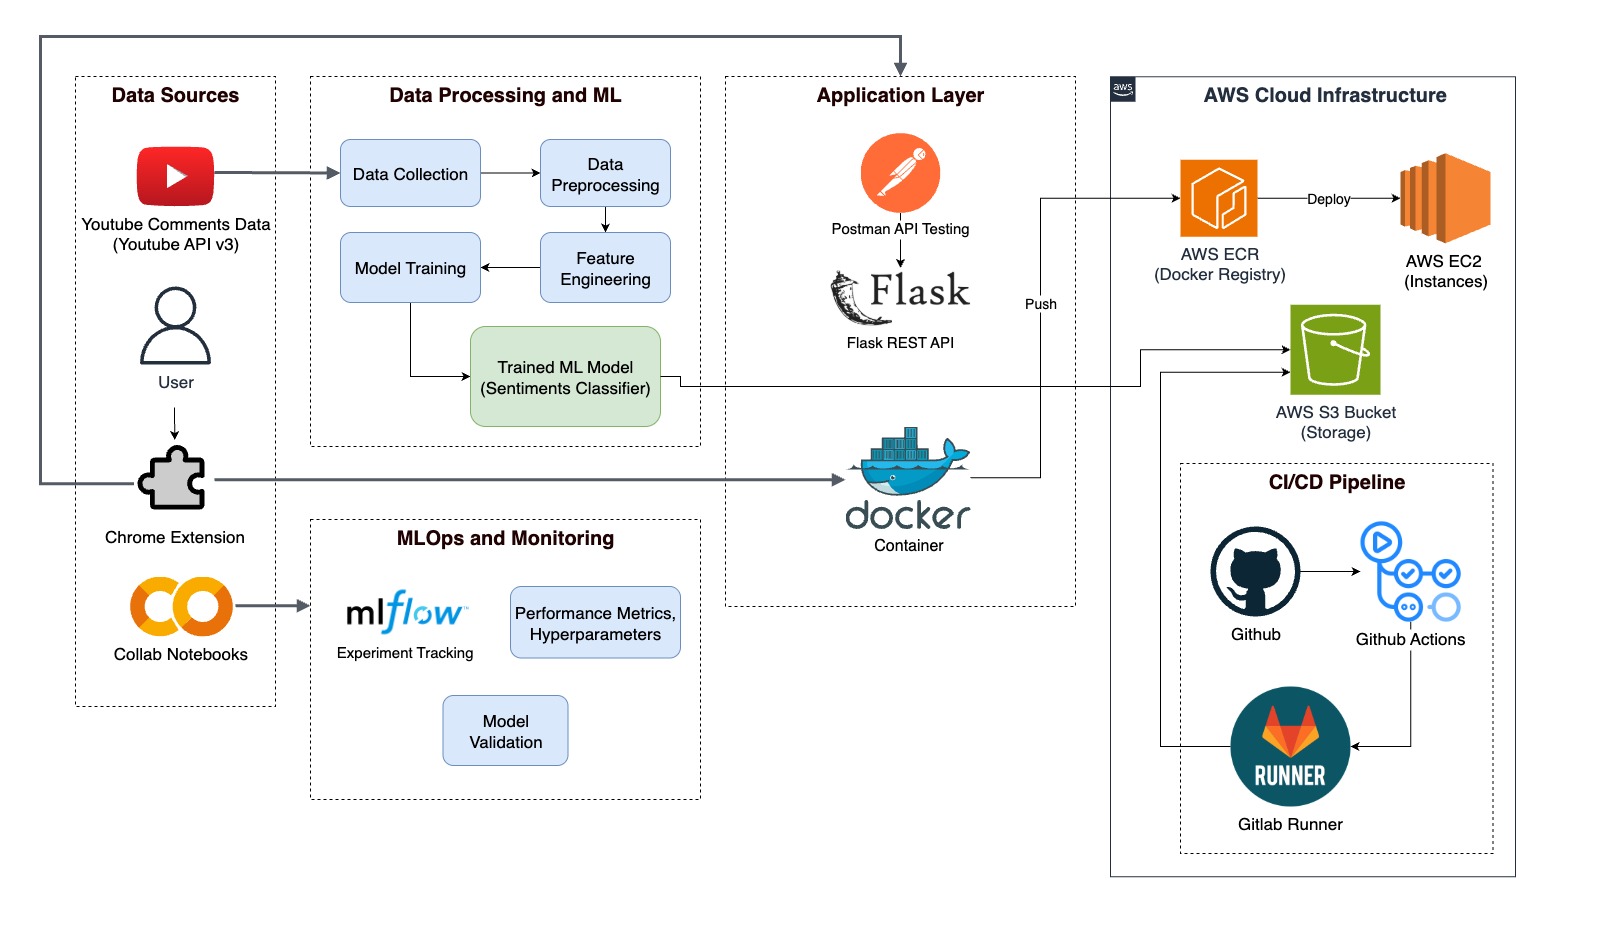 Data Sources
Youtube Comments Data
(Youtube API v3)
User
Chrome Extension
Collab Notebooks
Data Processing and ML
Data Collection
Data
Preprocessing
Model Training
Feature
Engineering
Trained ML Model
(Sentiments Classifier)
MLOps and Monitoring
mlflow™
Experiment Tracking
Performance Metrics,
Hyperparameters
Model
Validation
Application Layer
Postman API Testing
Flask
Flask REST API
docker
Container
Push
aws
AWS Cloud Infrastructure
AWS ECR
(Docker Registry)
Deploy
AWS EC2
(Instances)
AWS S3 Bucket
(Storage)
CI/CD Pipeline
Github
Github Actions
RUNNER
Gitlab Runner